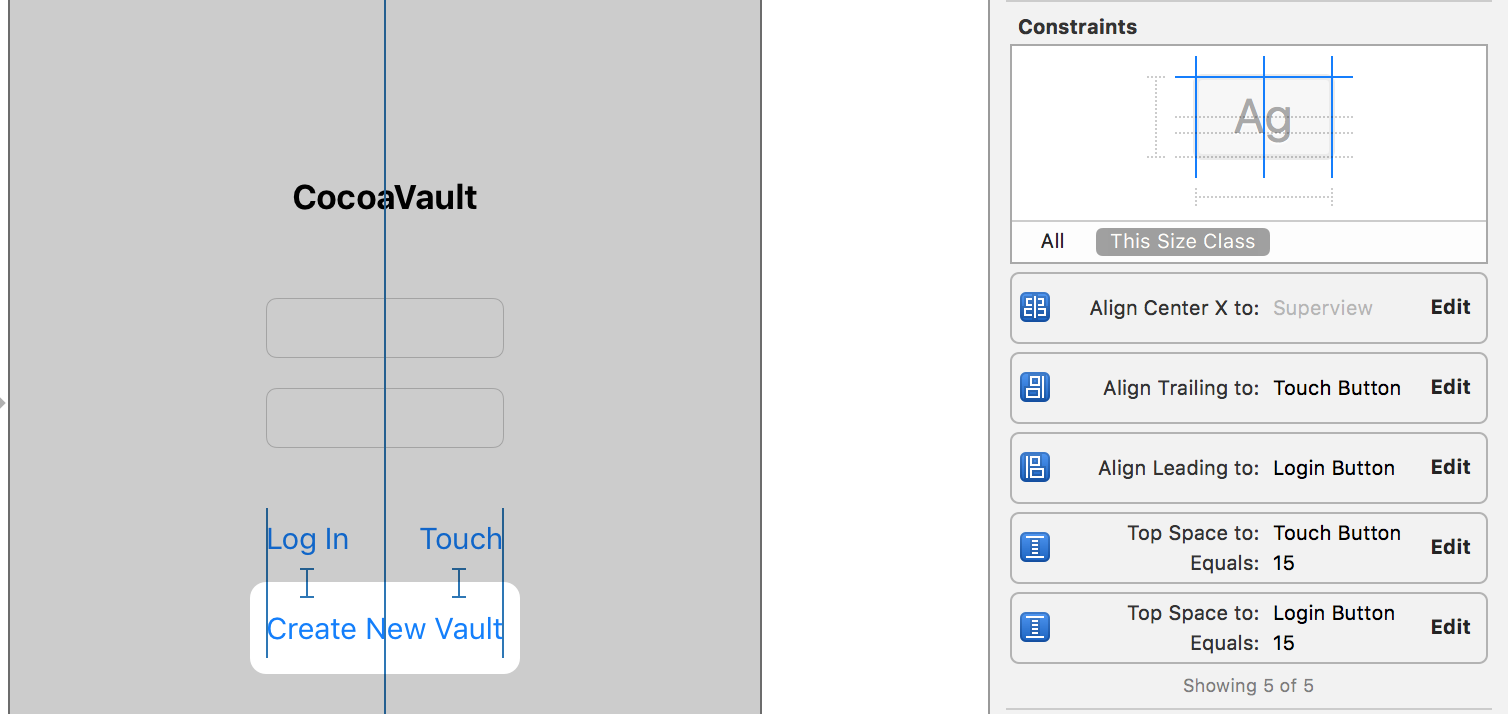 CocoaVault
Log In Touch
Create New Vault
Constraints
Ag
All This Size Class
Align Center X to: Superview Edit
Align Trailing to: Touch Button Edit
Align Leading to: Login Button Edit
Top Space to: Touch Button
Equals: 15 Edit
Top Space to: Login Button
Equals: 15 Edit
Showing 5 of 5